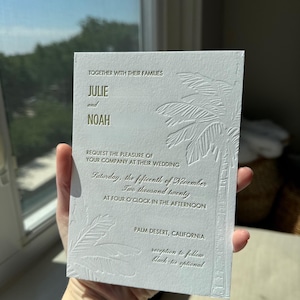 TOGETHER WITH THEIR FAMILIES
JULIE
and
NOAH
REQUEST THE PLEASURE OF
YOUR COMPANY AT THEIR WEDDING
Saturday, the fifteenth of November
Two thousand twenty
AT FOUR O'CLOCK IN THE AFTERNOON
PALM DESERT, CALIFORNIA
reception to follow
black tie optional